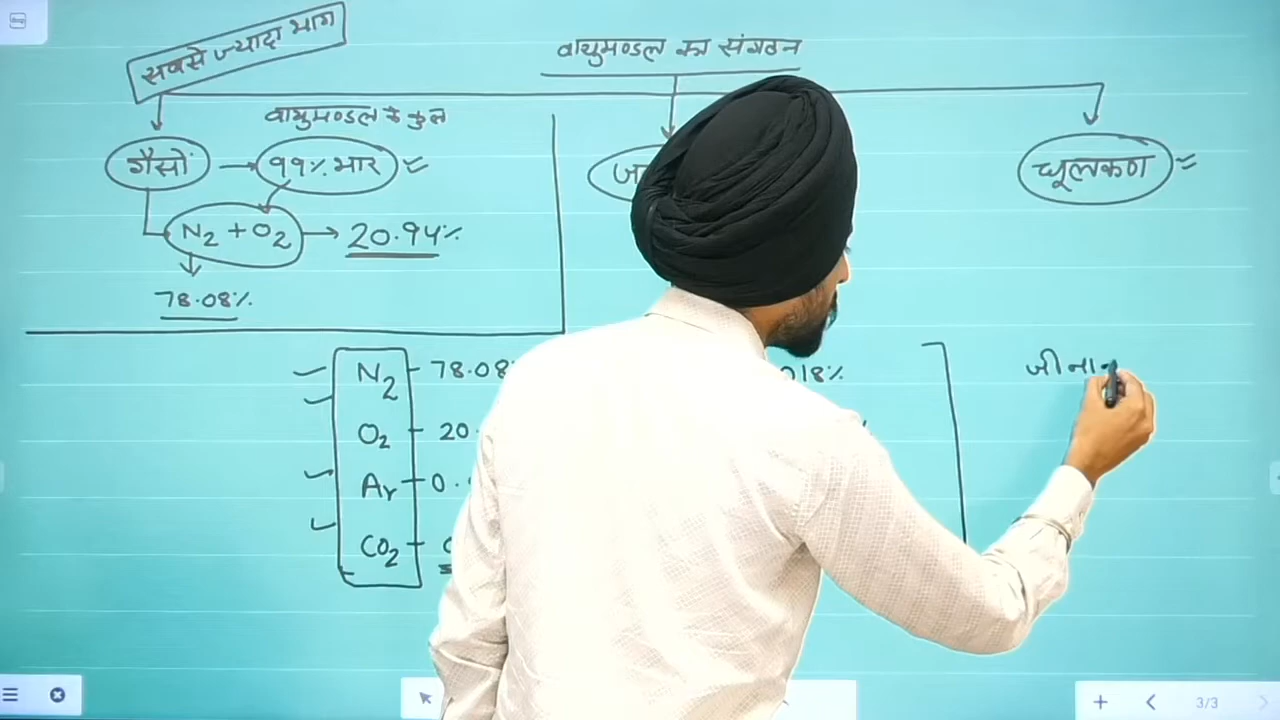 सबसे ज्यादा भाग
वायुमण्डल का संगठन
वायुमण्डल के कुल
गैसों → 99% भार
धूलकण
N2 + O2 → 20.94%
78.08%
N2 78.08
018%
O2 20.
Ar 0.
CO2
3/3